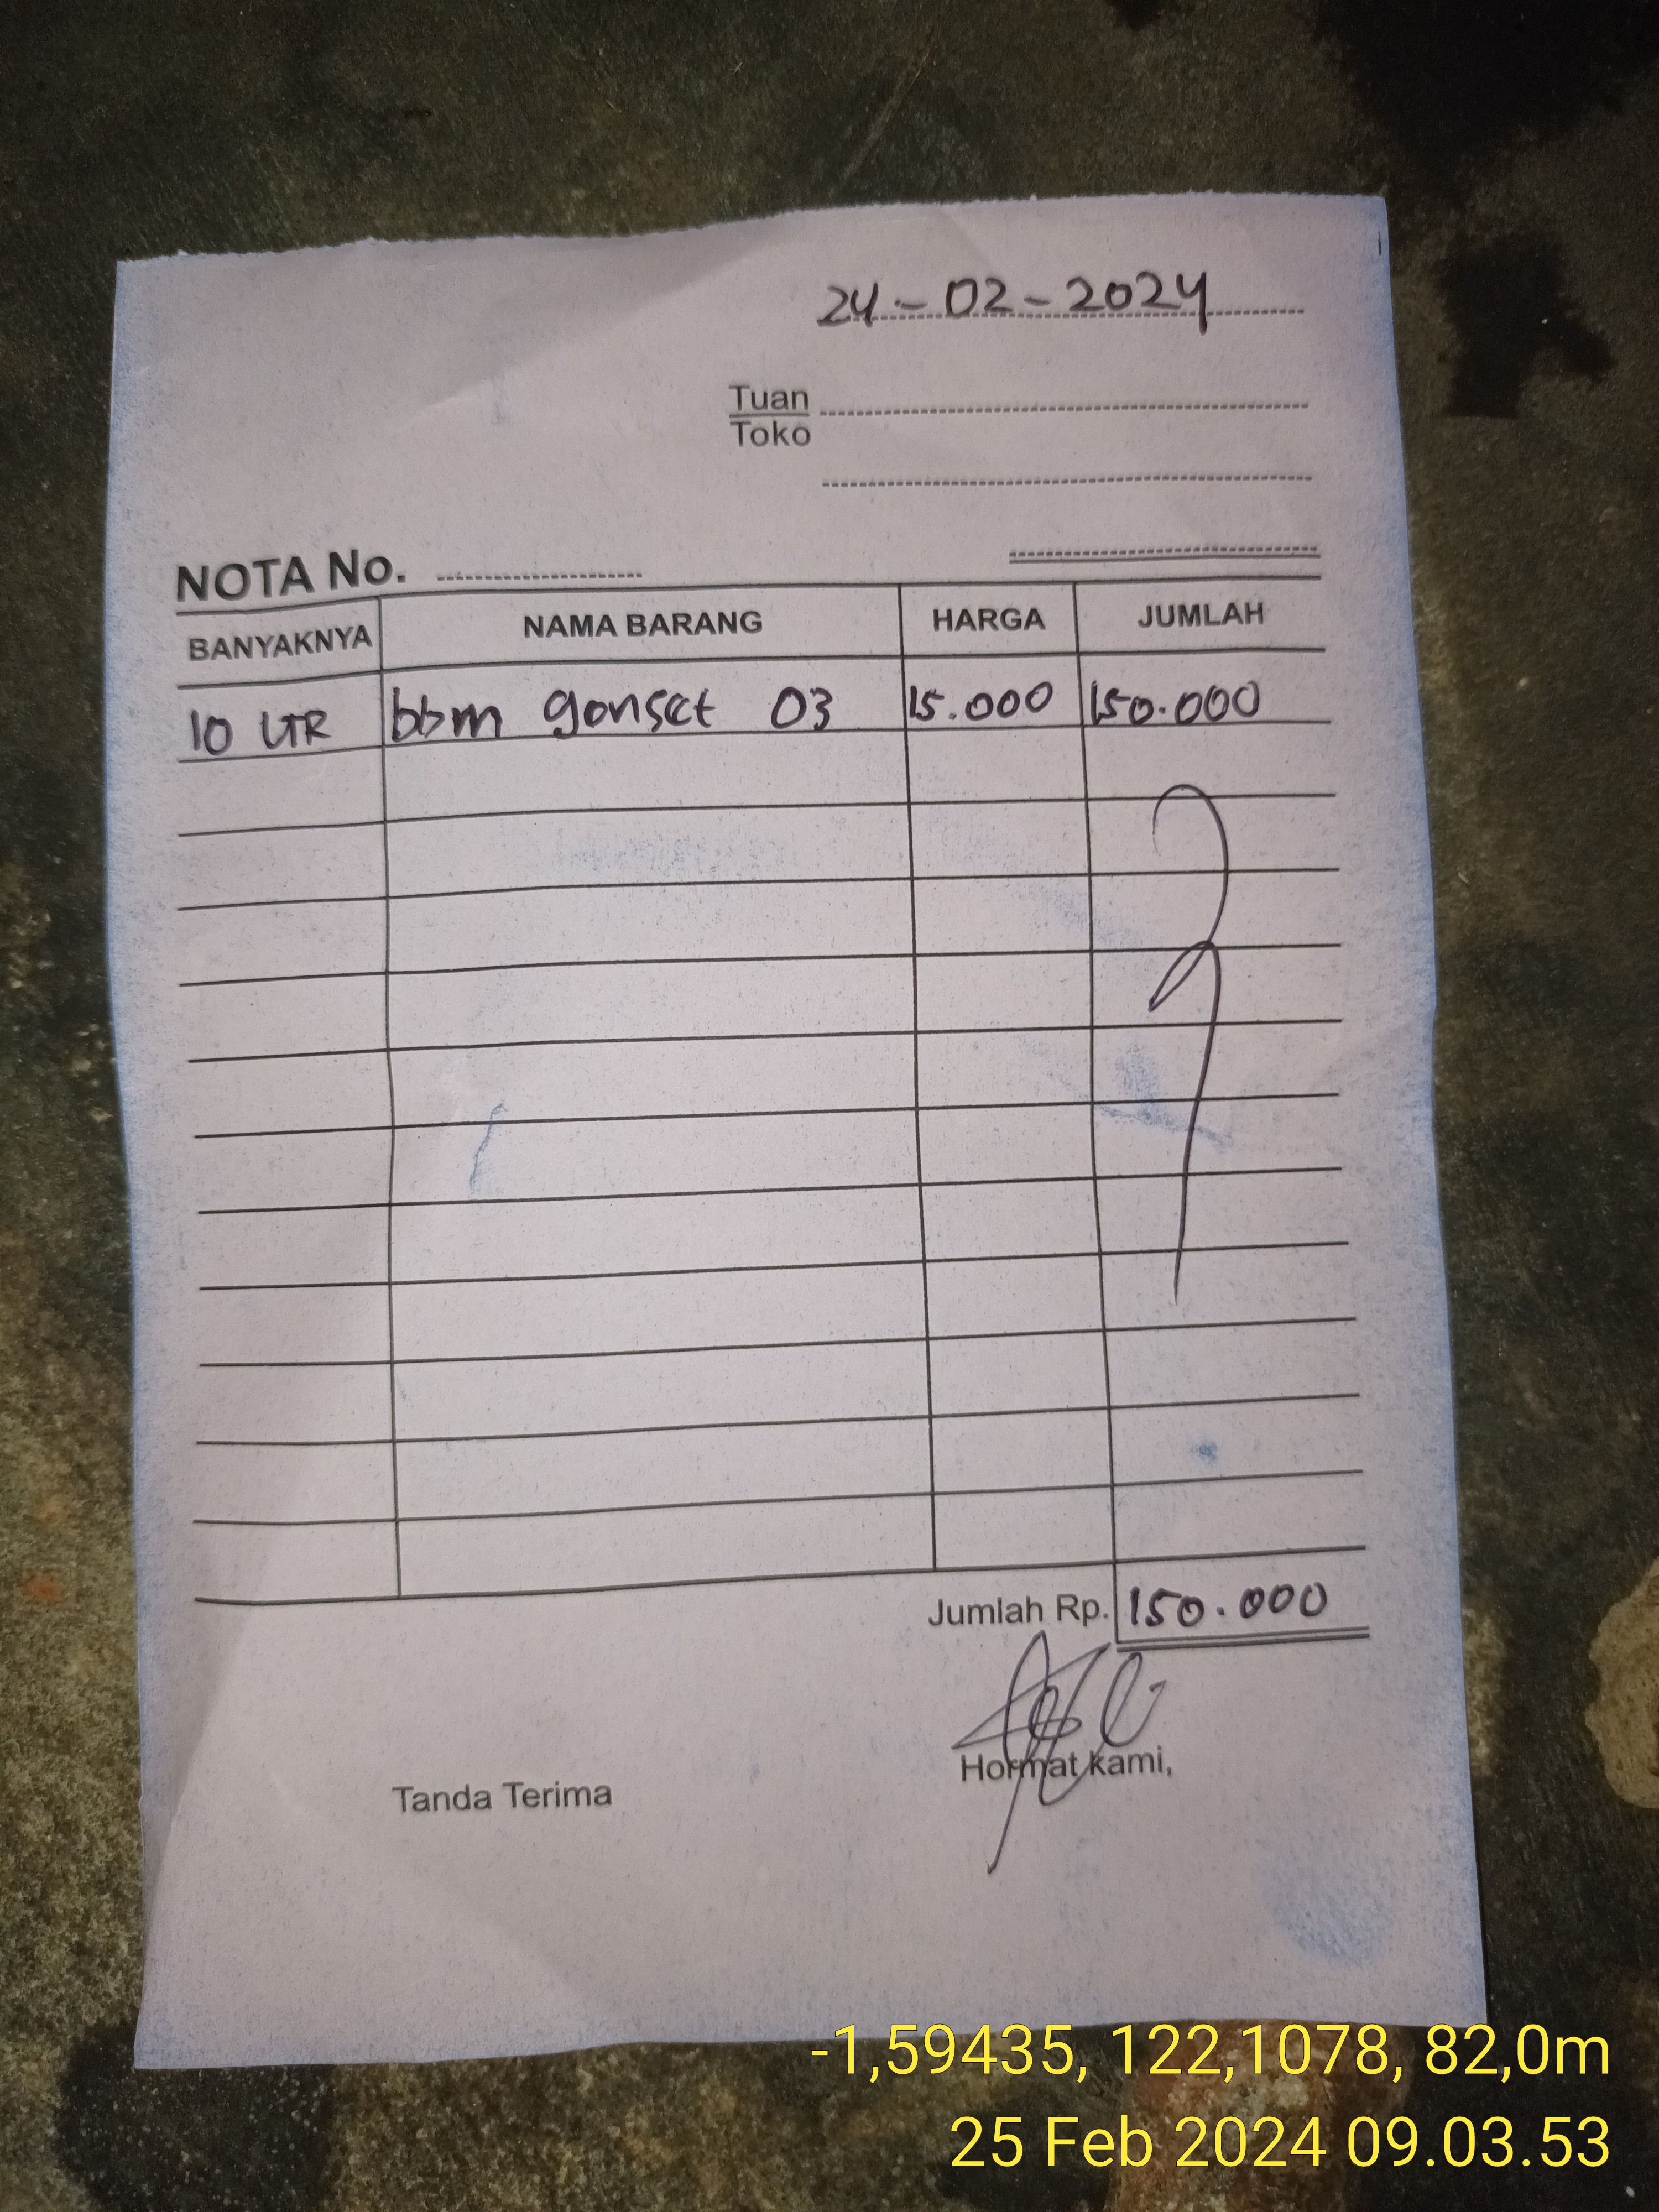 24-02-2024
Tuan
Toko
NOTA No.
BANYAKNYA NAMA BARANG HARGA JUMLAH
10 LTR bbm gonset 03 15.000 150.000
Jumlah Rp. 150.000
Tanda Terima Hormat kami,
-1,59435, 122,1078, 82,0m
25 Feb 2024 09.03.53